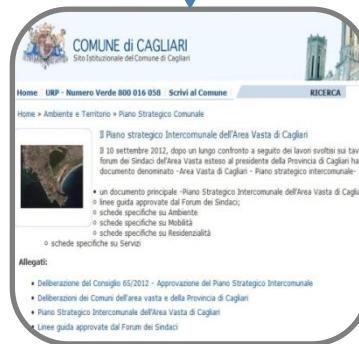 COMUNE di CAGLIARI
Sito Istituzionale del Comune di Cagliari
Home URP - Numero Verde 800 016 058 Scrivi al Comune RICERCA
Home » Ambiente e Territorio » Piano Strategico Comunale
Il Piano strategico Intercomunale dell'Area Vasta di Cagliari
Il 10 settembre 2012, dopo un lungo confronto a seguito dei lavori svoltisi sui tav
forum dei Sindaci dell'Area Vasta esteso al presidente della Provincia di Cagliari ha
documento denominato -Area Vasta di Cagliari - Piano strategico intercomunale-
• un documento principale -Piano Strategico Intercomunale dell'Area Vasta di Caglia
○ linee guida approvate dal Forum dei Sindaci;
○ schede specifiche su Ambiente
○ schede specifiche su Mobilità
○ schede specifiche su Residenzialità
○ schede specifiche su Servizi
Allegati:
• Deliberazione del Consiglio 65/2012 - Approvazione del Piano Strategico Intercomunale
• Deliberazioni dei Comuni dell'area vasta e della Provincia di Cagliari
• Piano Strategico Intercomunale dell'Area Vasta di Cagliari
• Linee guida approvate dal Forum dei Sindaci